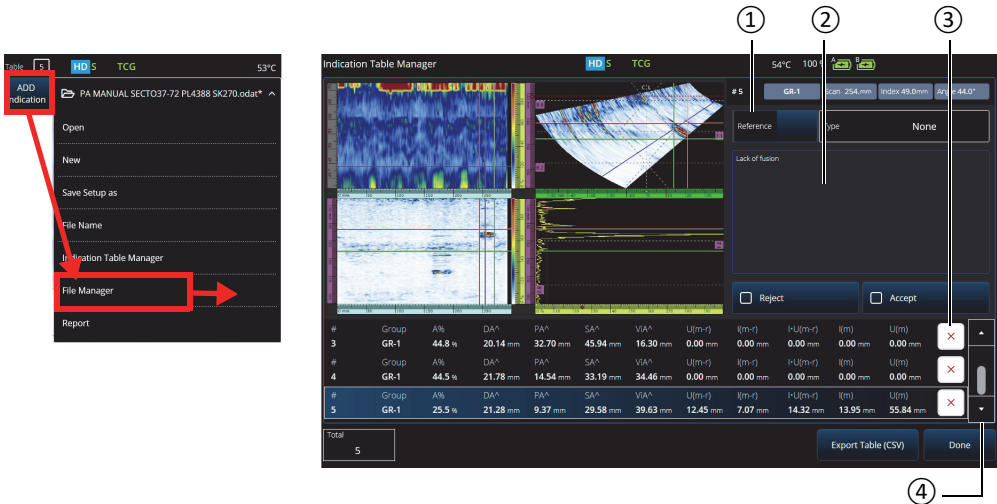 ① ② ③
Table 5 HD S TCG 53°C
ADD
Indication
PA MANUAL SECTO37-72 PL4388 SK270.odat*
Open
New
Save Setup as
File Name
Indication Table Manager
File Manager
Report
Indication Table Manager HD S TCG 54°C 100 % A B
# 5 GR-1 Scan 254.mm Index 49.0mm Angle 44.0°
Reference Type None
Lack of fusion
Reject Accept
# Group A% DA^ PA^ SA^ ViA^ U(m-r) I(m-r) I•U(m-r) I(m) U(m)
3 GR-1 44.8 % 20.14 mm 32.70 mm 45.94 mm 16.30 mm 0.00 mm 0.00 mm 0.00 mm 0.00 mm 0.00 mm
# Group A% DA^ PA^ SA^ ViA^ U(m-r) I(m-r) I•U(m-r) I(m) U(m)
4 GR-1 44.5 % 21.78 mm 14.54 mm 33.19 mm 34.46 mm 0.00 mm 0.00 mm 0.00 mm 0.00 mm 0.00 mm
# Group A% DA^ PA^ SA^ ViA^ U(m-r) I(m-r) I•U(m-r) I(m) U(m)
5 GR-1 25.5 % 21.28 mm 9.37 mm 29.58 mm 39.63 mm 12.45 mm 7.07 mm 14.32 mm 13.95 mm 55.84 mm
Total
5
Export Table (CSV) Done
④